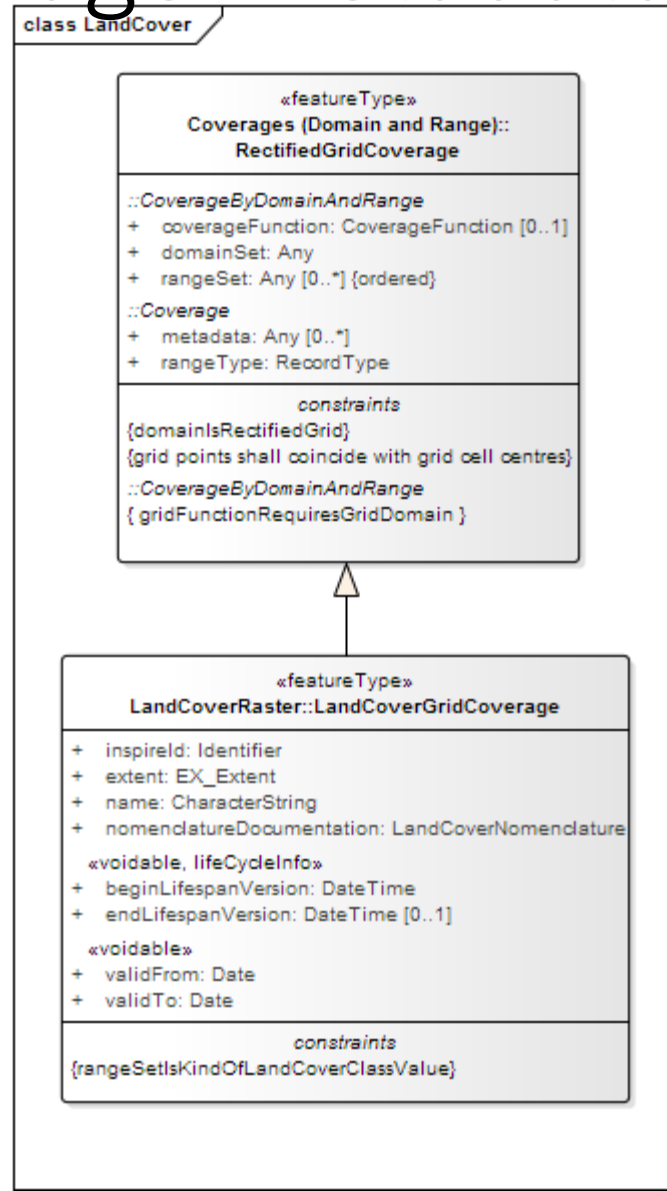 class LandCover
«featureType»
Coverages (Domain and Range)::
RectifiedGridCoverage
::CoverageByDomainAndRange
+ coverageFunction: CoverageFunction [0..1]
+ domainSet: Any
+ rangeSet: Any [0..*] {ordered}
::Coverage
+ metadata: Any [0..*]
+ rangeType: RecordType
constraints
{domainIsRectifiedGrid}
{grid points shall coincide with grid cell centres}
::CoverageByDomainAndRange
{ gridFunctionRequiresGridDomain }
«featureType»
LandCoverRaster::LandCoverGridCoverage
+ inspireId: Identifier
+ extent: EX_Extent
+ name: CharacterString
+ nomenclatureDocumentation: LandCoverNomenclature
«voidable, lifeCycleInfo»
+ beginLifespanVersion: DateTime
+ endLifespanVersion: DateTime [0..1]
«voidable»
+ validFrom: Date
+ validTo: Date
constraints
{rangeSetIsKindOfLandCoverClassValue}